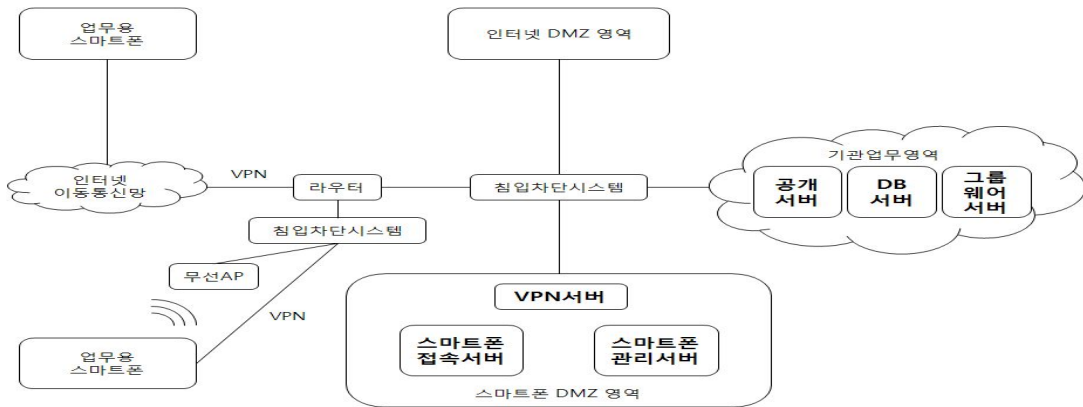 업무용
스마트폰
인터넷 DMZ 영역
인터넷
이동통신망
VPN
라우터
침입차단시스템
기관업무영역
공개
서버
DB
서버
그룹
웨어
서버
침입차단시스템
무선AP
VPN
업무용
스마트폰
VPN서버
스마트폰
접속서버
스마트폰
관리서버
스마트폰 DMZ 영역